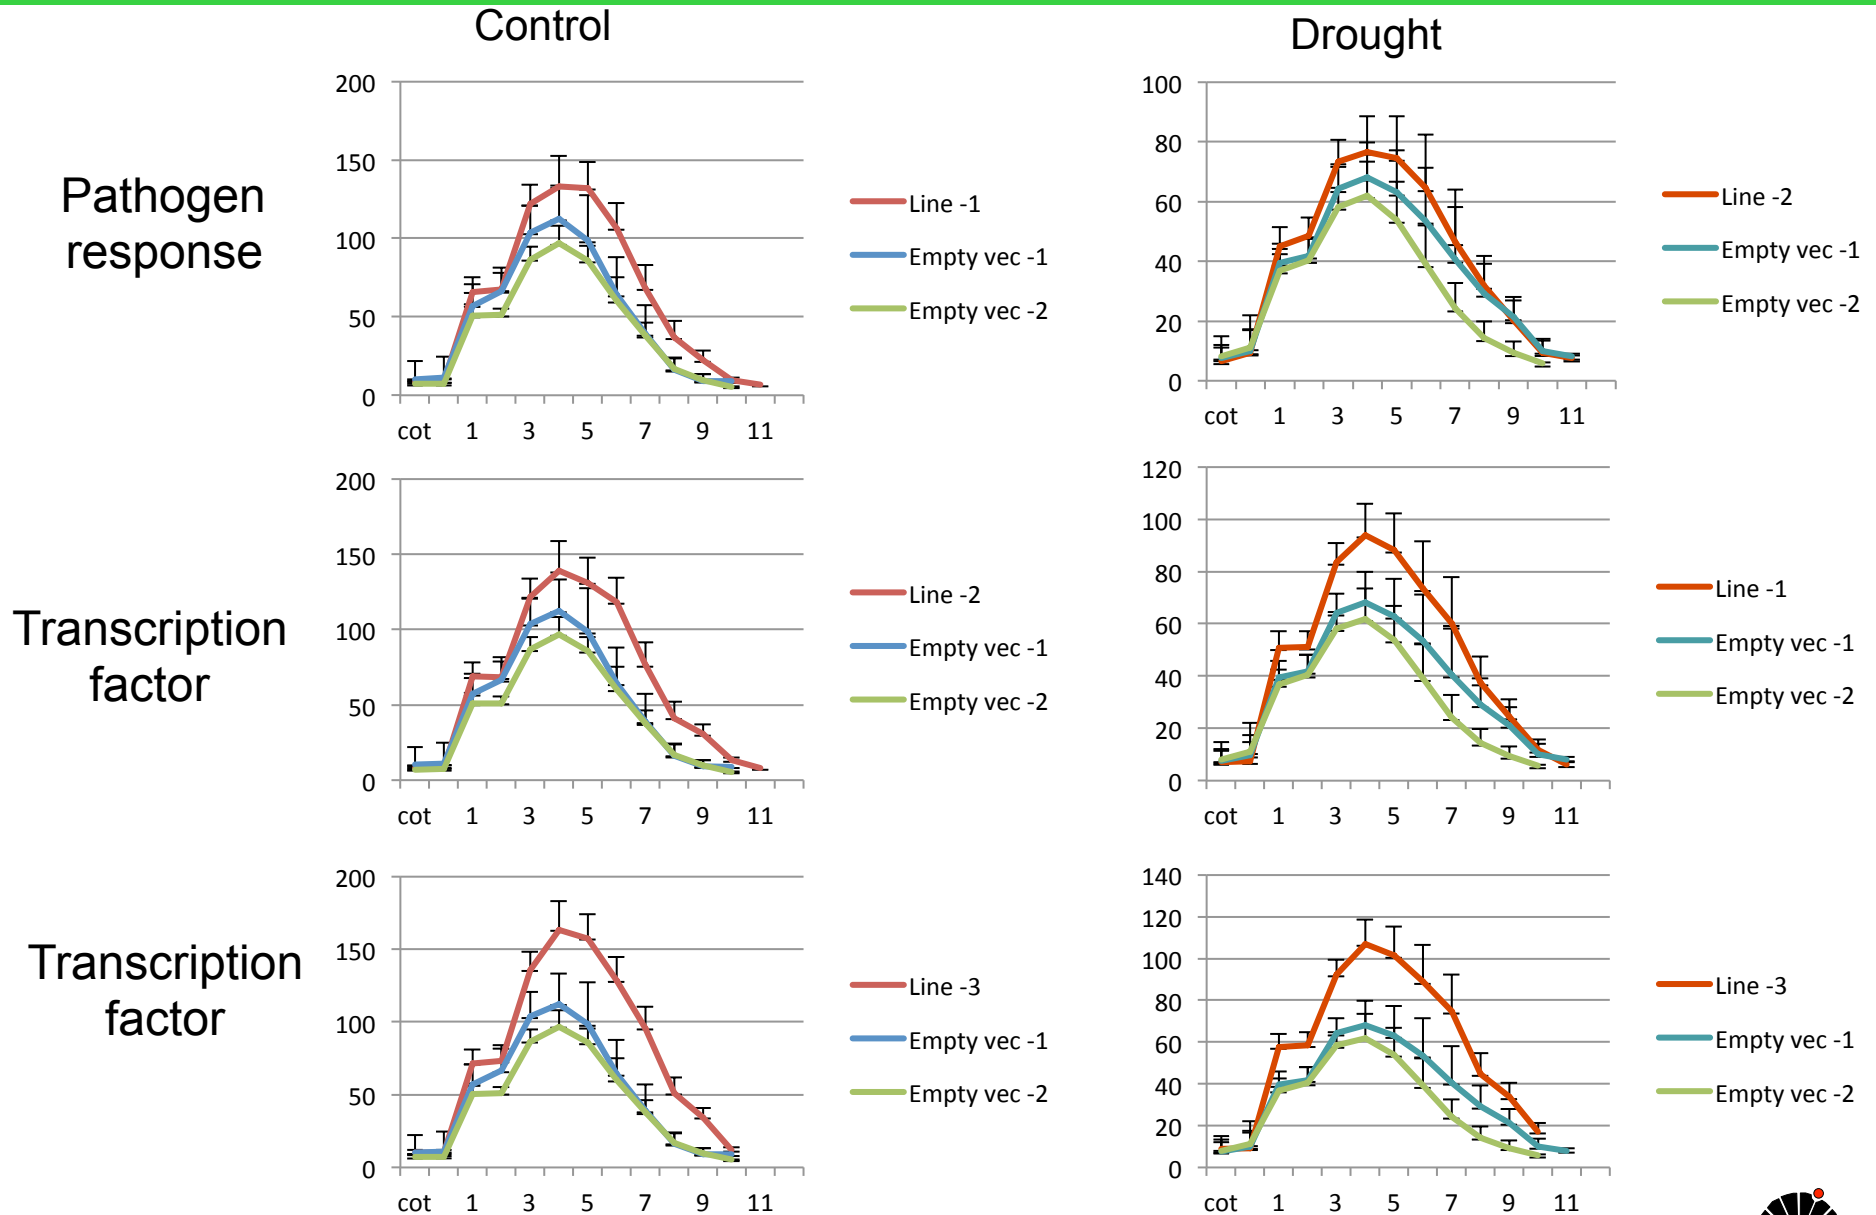 Control
Drought
Pathogen
response
200
150
100
50
0
cot 1 3 5 7 9 11
Line -1
Empty vec -1
Empty vec -2
100
80
60
40
20
0
cot 1 3 5 7 9 11
Line -2
Empty vec -1
Empty vec -2
Transcription
factor
200
150
100
50
0
cot 1 3 5 7 9 11
Line -2
Empty vec -1
Empty vec -2
120
100
80
60
40
20
0
cot 1 3 5 7 9 11
Line -1
Empty vec -1
Empty vec -2
Transcription
factor
200
150
100
50
0
cot 1 3 5 7 9 11
Line -3
Empty vec -1
Empty vec -2
140
120
100
80
60
40
20
0
cot 1 3 5 7 9 11
Line -3
Empty vec -1
Empty vec -2